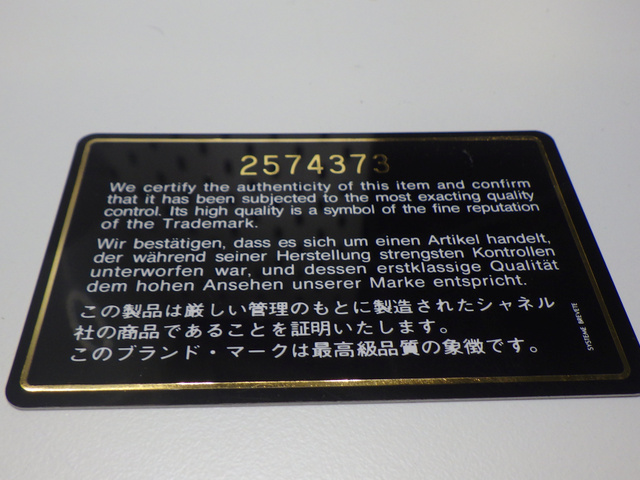 2574373
We certify the authenticity of this item and confirm
that it has been subjected to the most exacting quality
control. Its high quality is a symbol of the fine reputation
of the Trademark.
Wir bestätigen, dass es sich um einen Artikel handelt,
der während seiner Herstellung strengsten Kontrollen
unterworfen war, und dessen erstklassige Qualität
dem hohen Ansehen unserer Marke entspricht.
この製品は厳しい管理のもとに製造されたシャネル
社の商品であることを証明いたします。
このブランド・マークは最高級品質の象徴です。
SYSTEME BREVETE